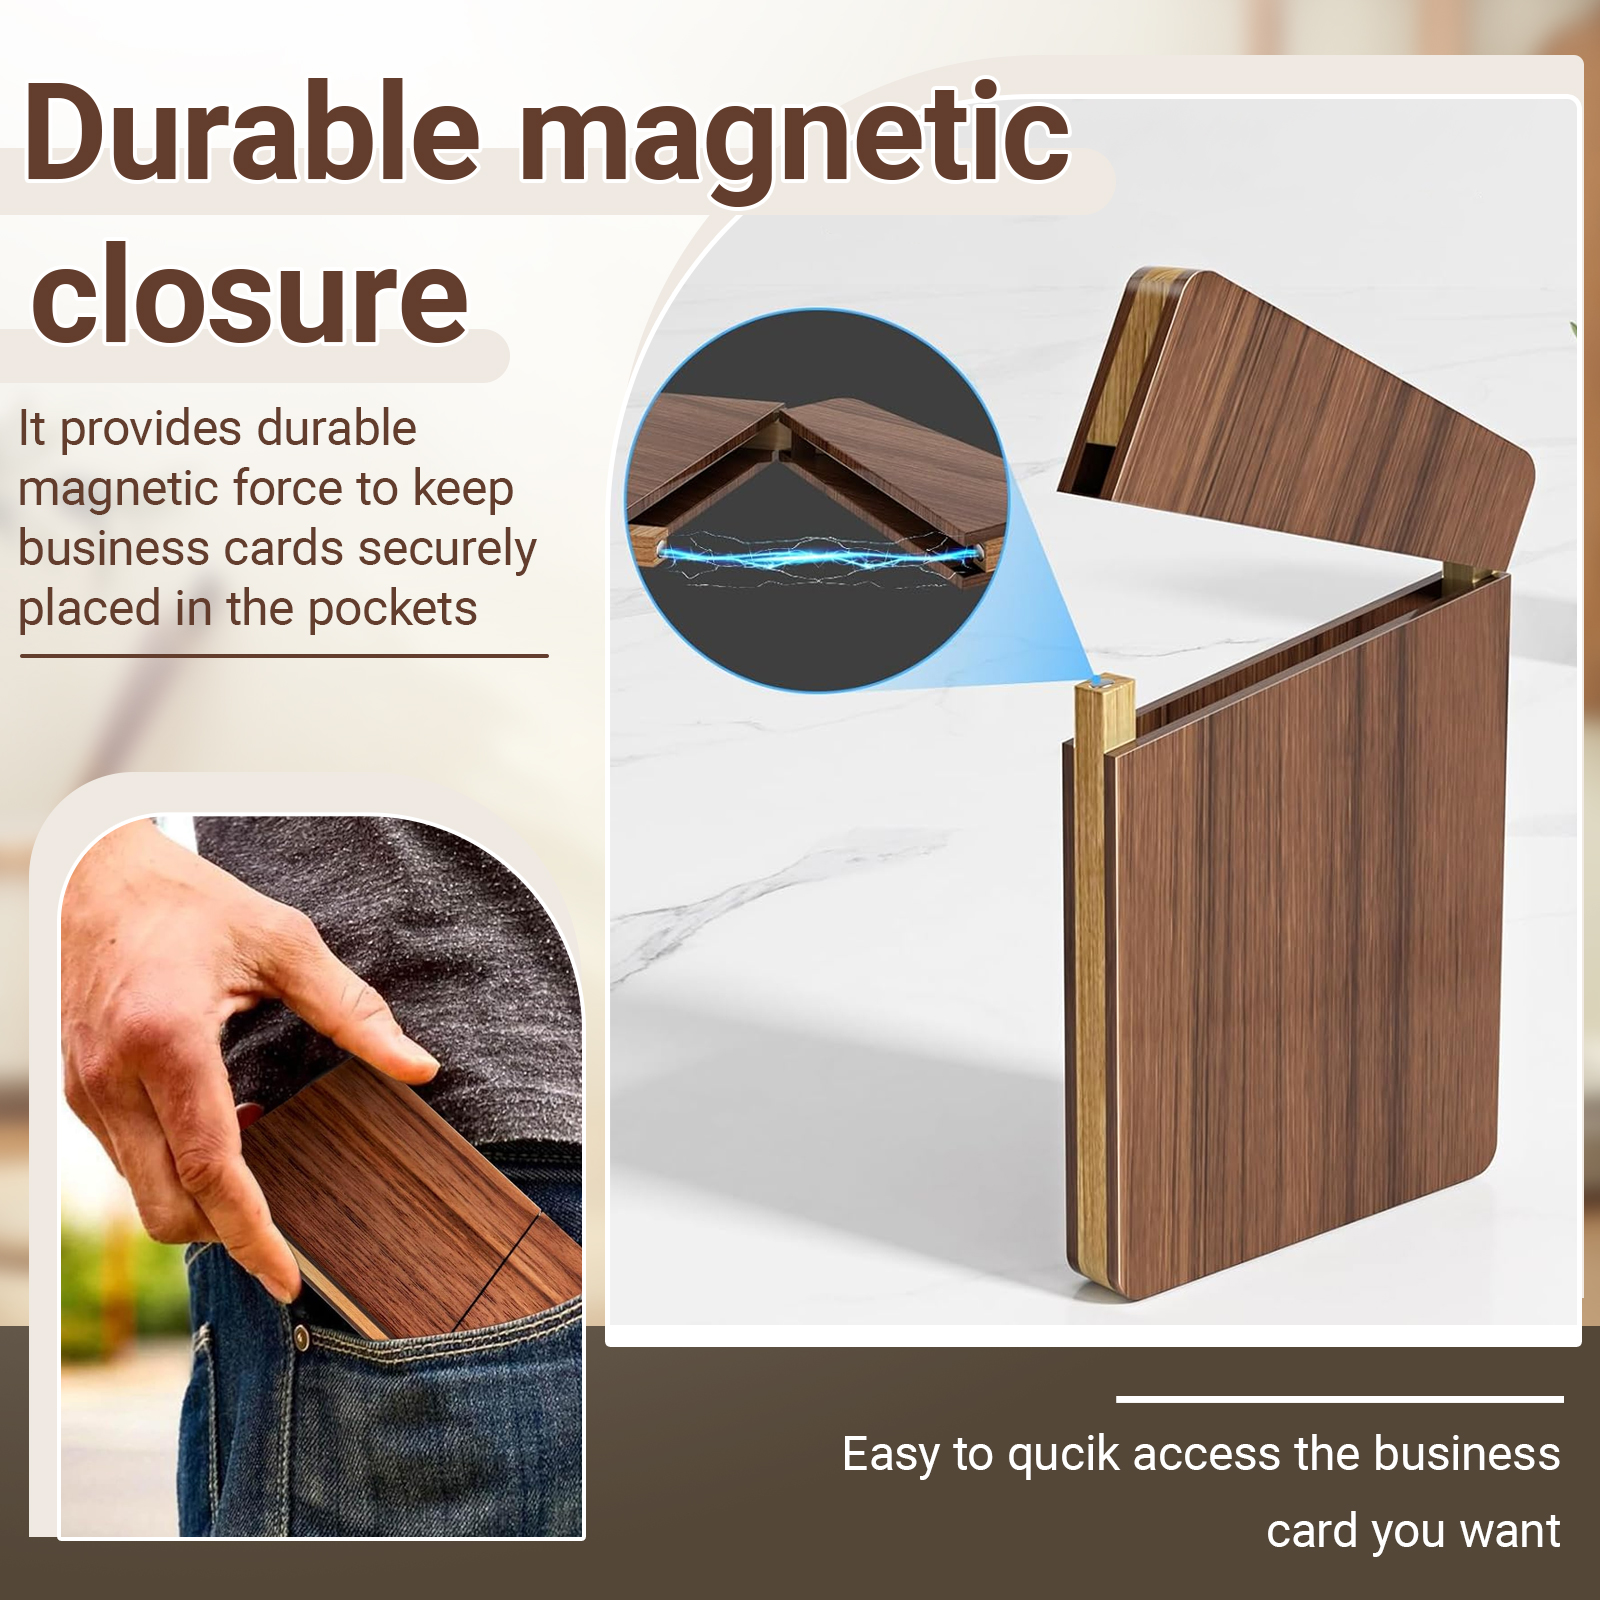 Durable magnetic
closure
It provides durable
magnetic force to keep
business cards securely
placed in the pockets
Easy to qucik access the business
card you want